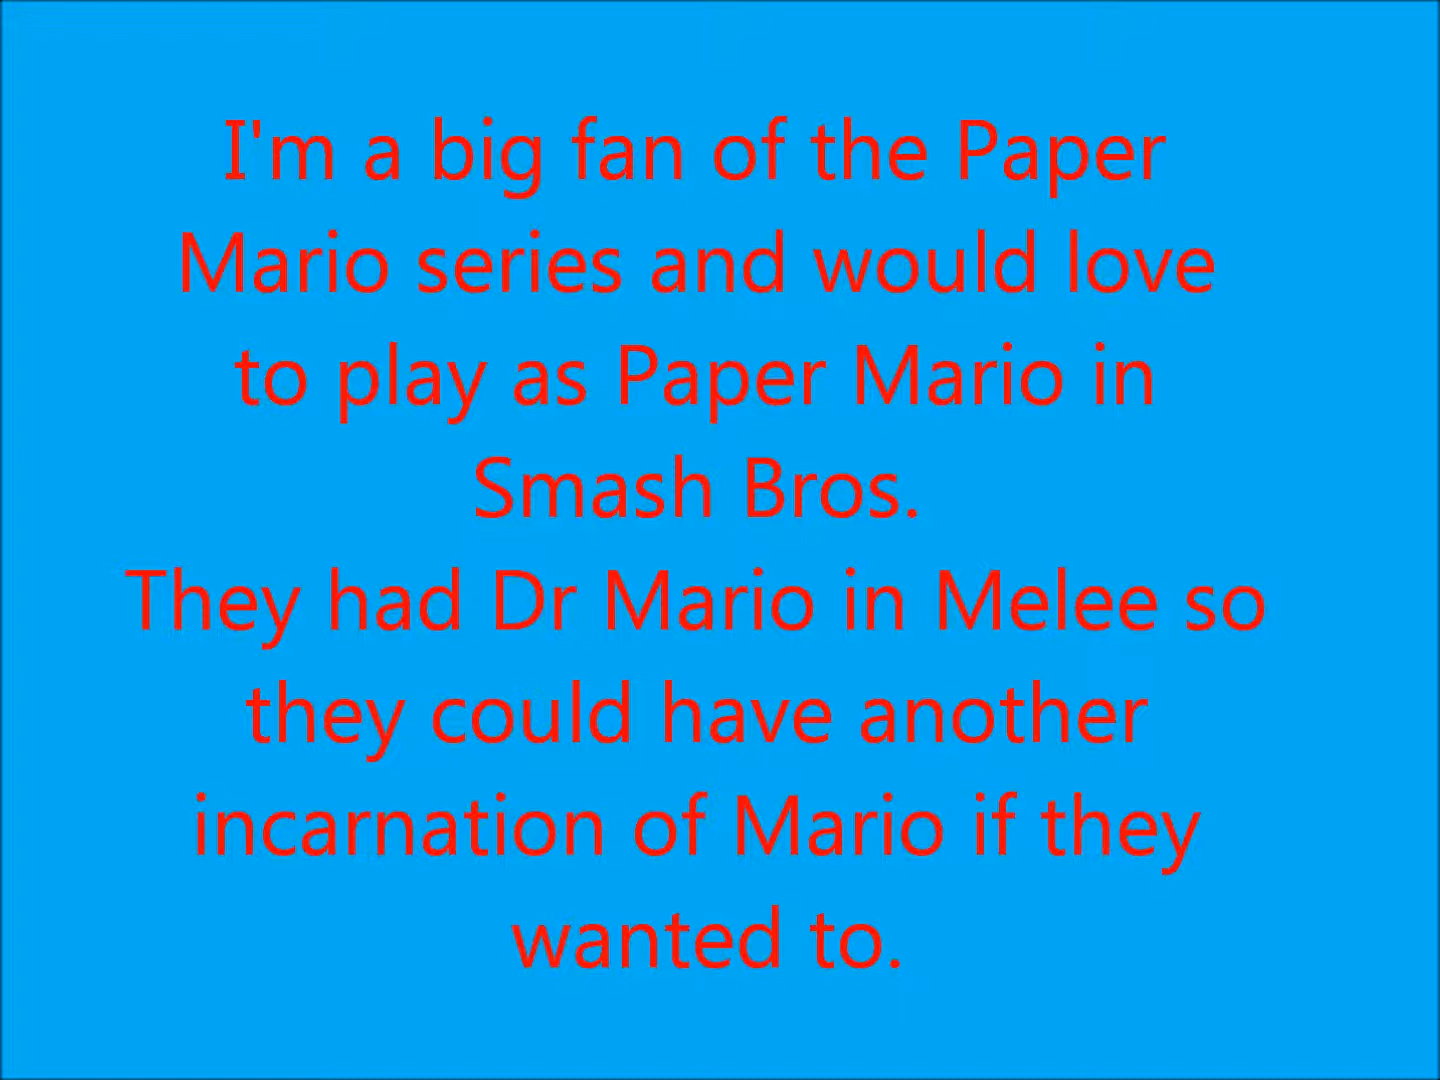 I'm a big fan of the Paper
Mario series and would love
to play as Paper Mario in
Smash Bros.
They had Dr Mario in Melee so
they could have another
incarnation of Mario if they
wanted to.